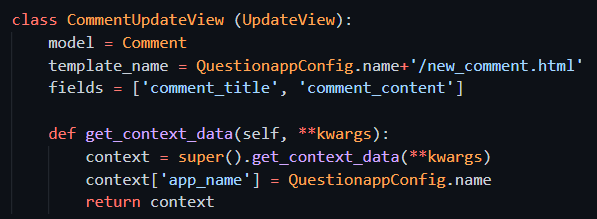 class CommentUpdateView (UpdateView):
    model = Comment
    template_name = QuestionappConfig.name+'/new_comment.html'
    fields = ['comment_title', 'comment_content']

    def get_context_data(self, **kwargs):
        context = super().get_context_data(**kwargs)
        context['app_name'] = QuestionappConfig.name
        return context